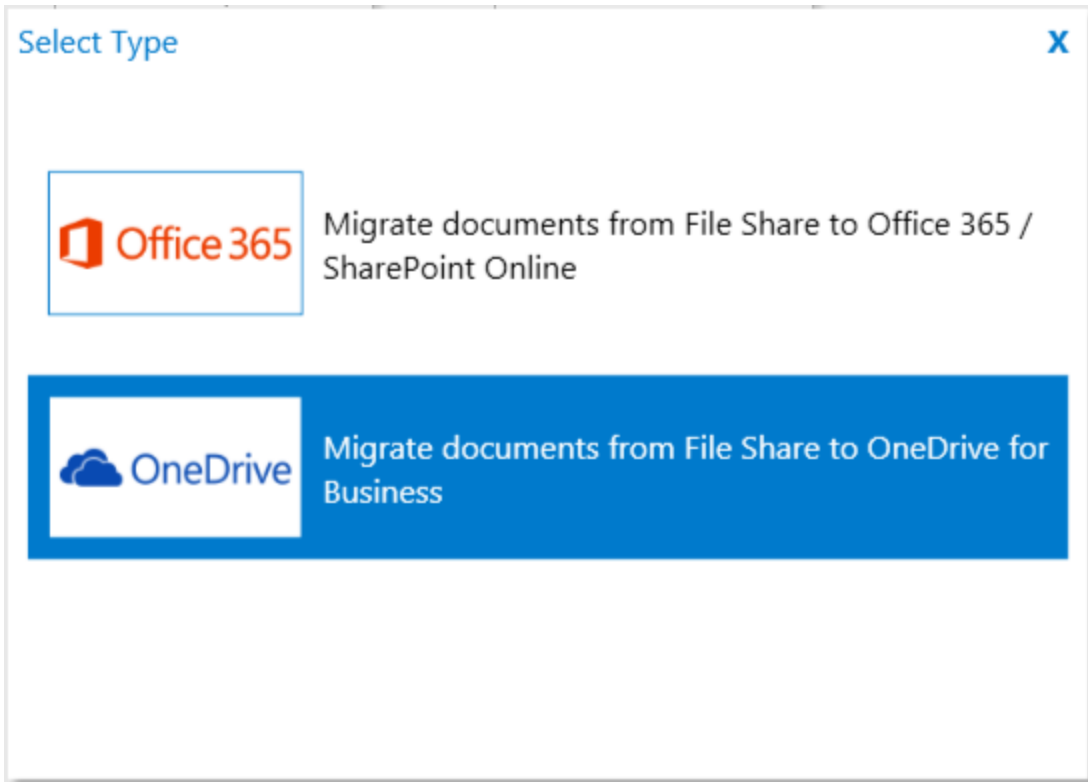 Select Type
X
Office 365
Migrate documents from File Share to Office 365 /
SharePoint Online
OneDrive
Migrate documents from File Share to OneDrive for
Business